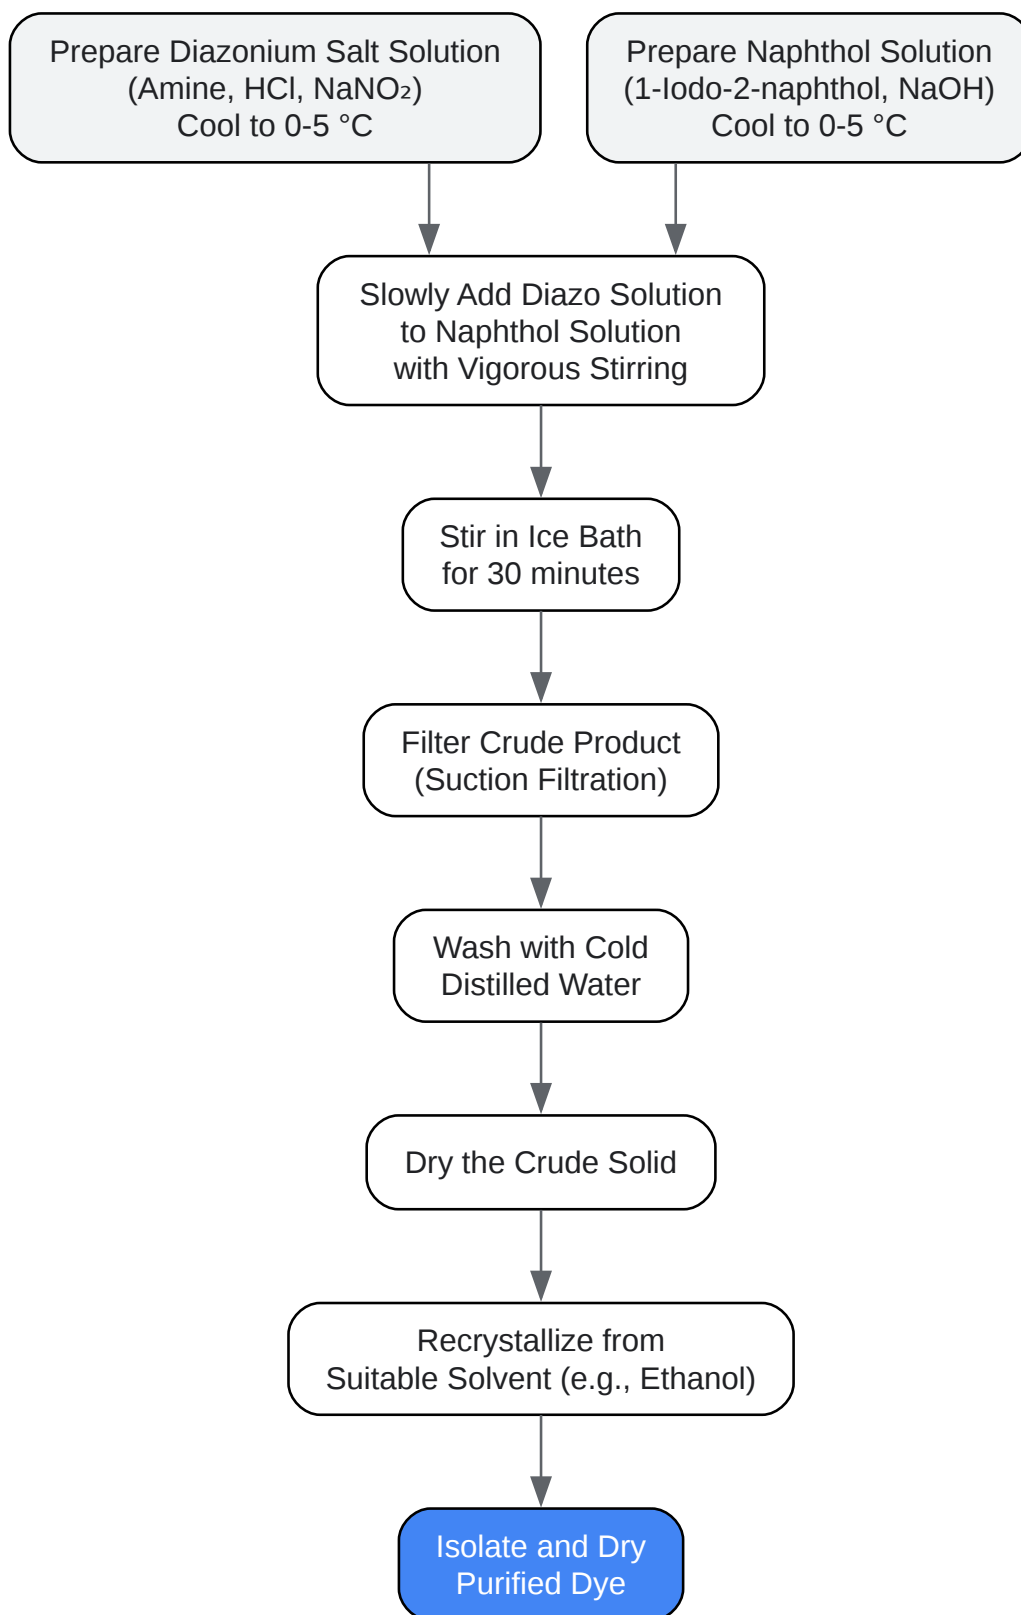 Prepare Diazonium Salt Solution
(Amine, HCl, NaNO₂)
Cool to 0-5 °C
Prepare Naphthol Solution
(1-Iodo-2-naphthol, NaOH)
Cool to 0-5 °C
Slowly Add Diazo Solution
to Naphthol Solution
with Vigorous Stirring
Stir in Ice Bath
for 30 minutes
Filter Crude Product
(Suction Filtration)
Wash with Cold
Distilled Water
Dry the Crude Solid
Recrystallize from
Suitable Solvent (e.g., Ethanol)
Isolate and Dry
Purified Dye